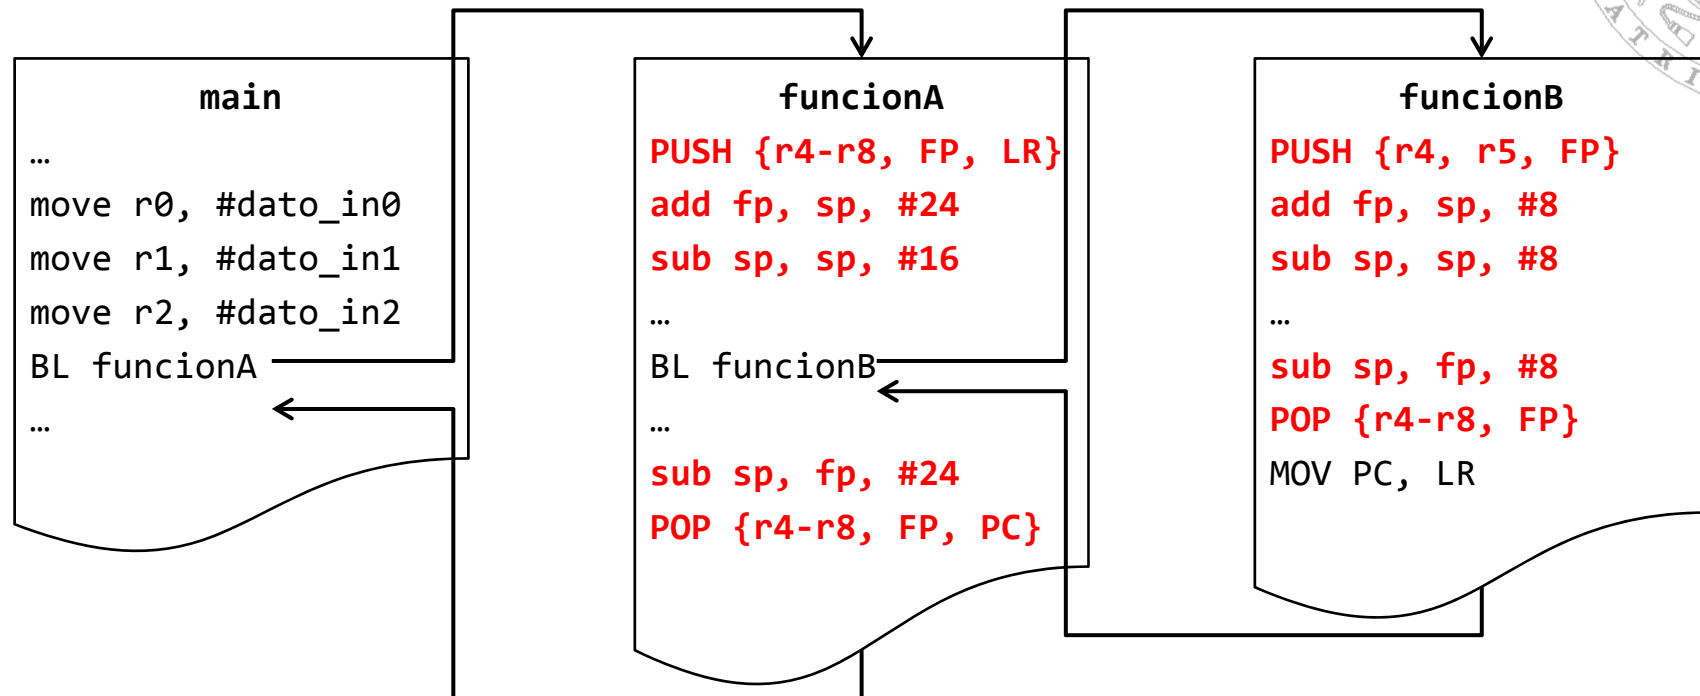 main
…
move r0, #dato_in0
move r1, #dato_in1
move r2, #dato_in2
BL funcionA
…
funcionA
PUSH {r4-r8, FP, LR}
add fp, sp, #24
sub sp, sp, #16
…
BL funcionB
…
sub sp, fp, #24
POP {r4-r8, FP, PC}
funcionB
PUSH {r4, r5, FP}
add fp, sp, #8
sub sp, sp, #8
…
sub sp, fp, #8
POP {r4-r8, FP}
MOV PC, LR